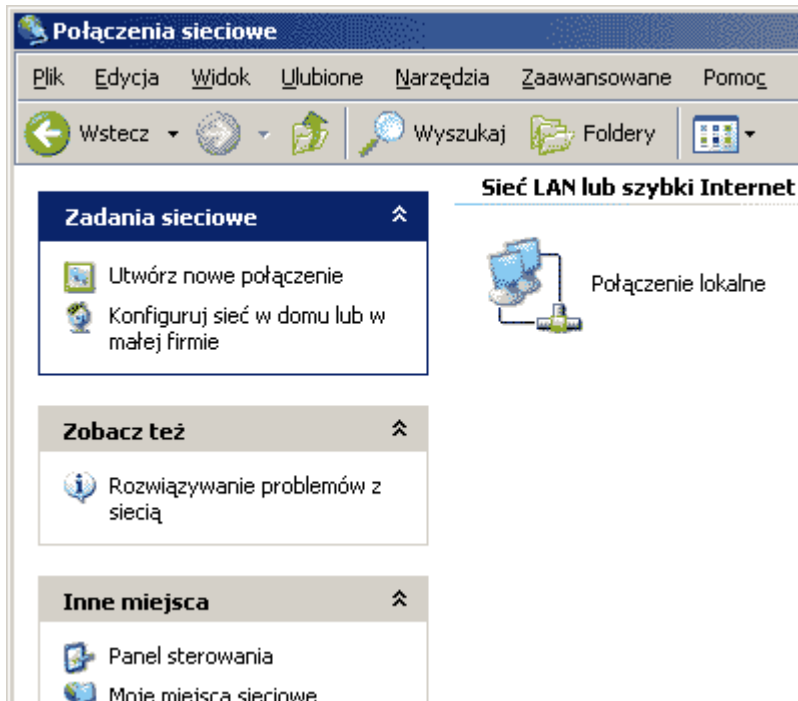 Połączenia sieciowe
Plik Edycja Widok Ulubione Narzędzia Zaawansowane Pomoc
Wstecz Wyszukaj Foldery
Sieć LAN lub szybki Internet
Zadania sieciowe
Utwórz nowe połączenie
Konfiguruj sieć w domu lub w
małej firmie
Połączenie lokalne
Zobacz też
Rozwiązywanie problemów z
siecią
Inne miejsca
Panel sterowania
Moje miejsca sieciowe